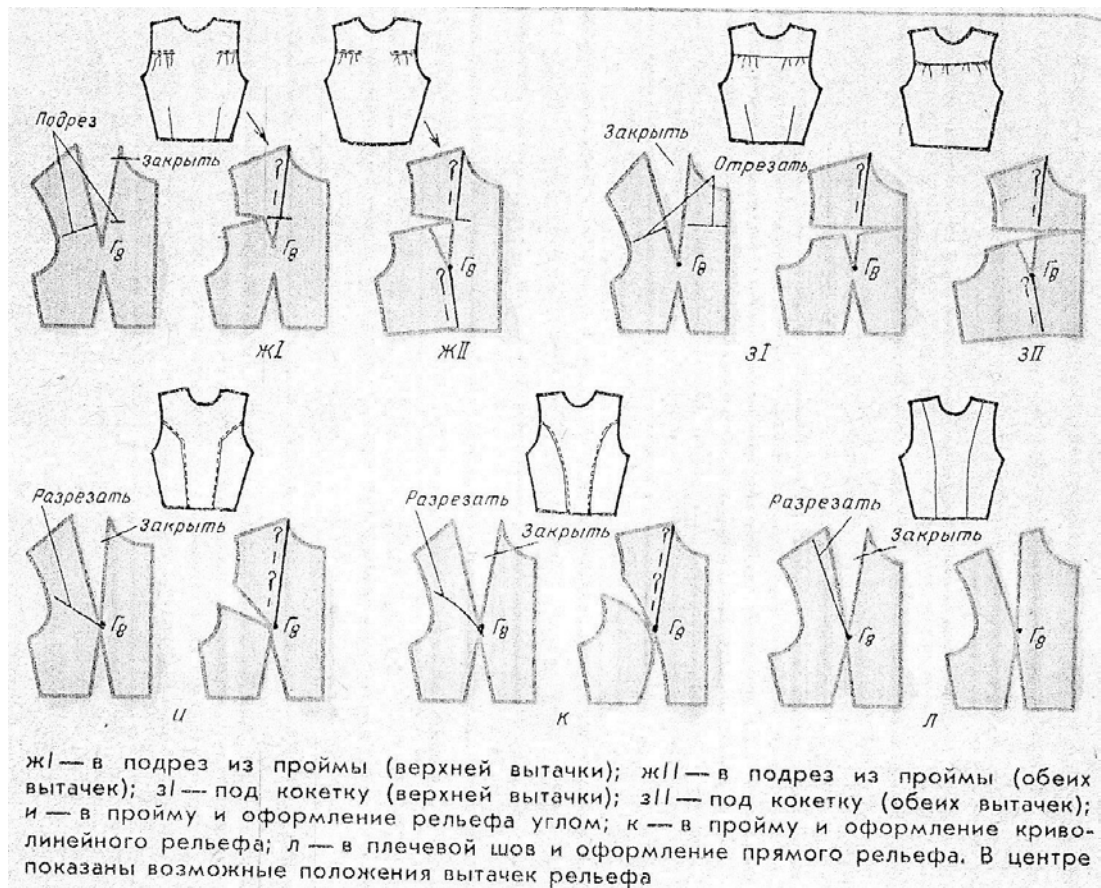 Подрез
Закрыть
?
Гв
Гв
?
?
Гв
жI
жII
Закрыть
Отрезать
Гв
?
Гв
?
?
Гв
зI
зII
Разрезать
Закрыть
Гв
?
?
Гв
и
Разрезать
Закрыть
Гв
?
?
Гв
к
Разрезать
Закрыть
Гв
Гв
л
жI — в подрез из проймы (верхней вытачки); жII — в подрез из проймы (обеих
вытачек); зI — под кокетку (верхней вытачки); зII — под кокетку (обеих вытачек);
и — в пройму и оформление рельефа углом; к — в пройму и оформление криво-
линейного рельефа; л — в плечевой шов и оформление прямого рельефа. В центре
показаны возможные положения вытачек рельефа